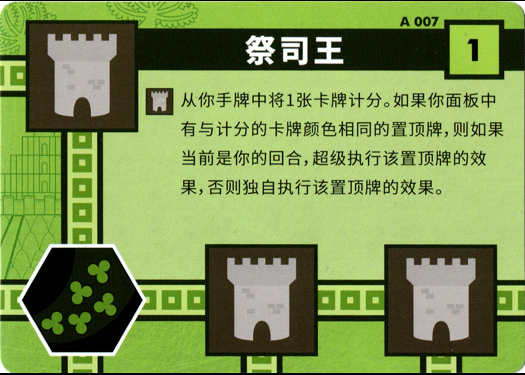 A 007
祭司王
1
从你手牌中将1张卡牌计分。如果你面板中
有与计分的卡牌颜色相同的置顶牌,则如果
当前是你的回合,超级执行该置顶牌的效
果,否则独自执行该置顶牌的效果。